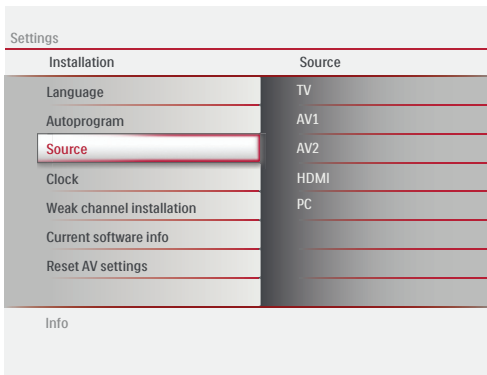 Settings
Installation Source
Language TV
Autoprogram AV1
Source AV2
Clock HDMI
Weak channel installation PC
Current software info
Reset AV settings
Info